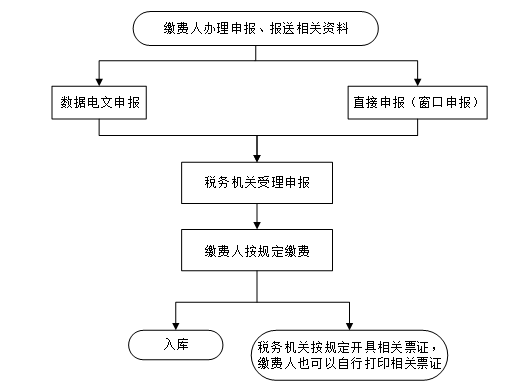 缴费人办理申报、报送相关资料
数据电文申报
直接申报（窗口申报）
税务机关受理申报
缴费人按规定缴费
入库
税务机关按规定开具相关票证，
缴费人也可以自行打印相关票证